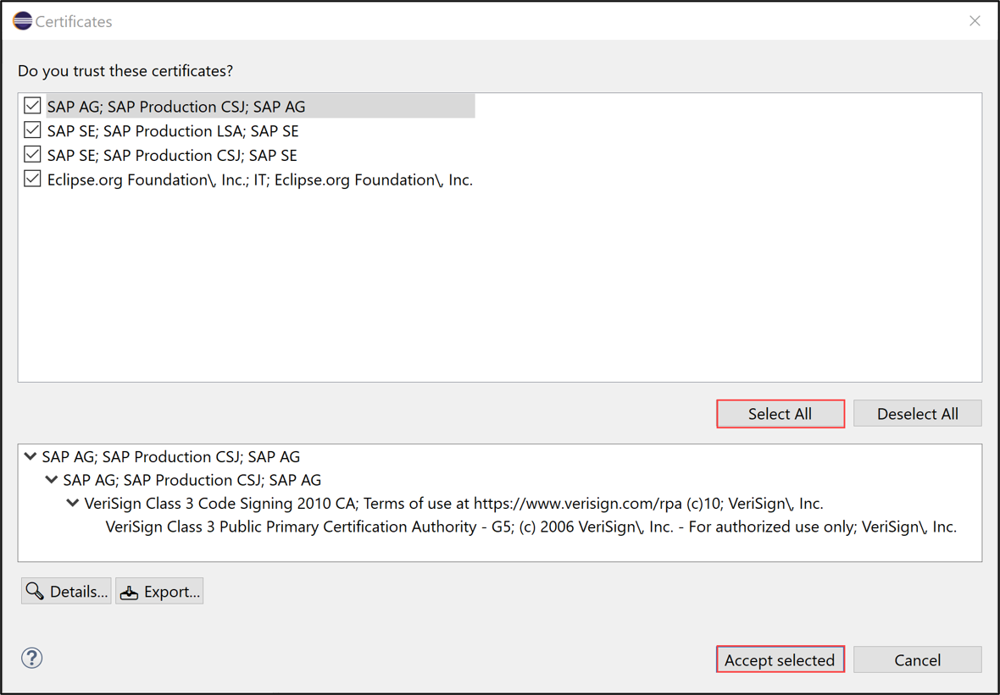 Certificates
Do you trust these certificates?
SAP AG; SAP Production CSJ; SAP AG
SAP SE; SAP Production LSA; SAP SE
SAP SE; SAP Production CSJ; SAP SE
Eclipse.org Foundation\, Inc.; IT; Eclipse.org Foundation\, Inc.
Select All
Deselect All
SAP AG; SAP Production CSJ; SAP AG
SAP AG; SAP Production CSJ; SAP AG
VeriSign Class 3 Code Signing 2010 CA; Terms of use at https://www.verisign.com/rpa (c)10; VeriSign\, Inc.
VeriSign Class 3 Public Primary Certification Authority - G5; (c) 2006 VeriSign\, Inc. - For authorized use only; VeriSign\, Inc.
Details...
Export...
?
Accept selected
Cancel